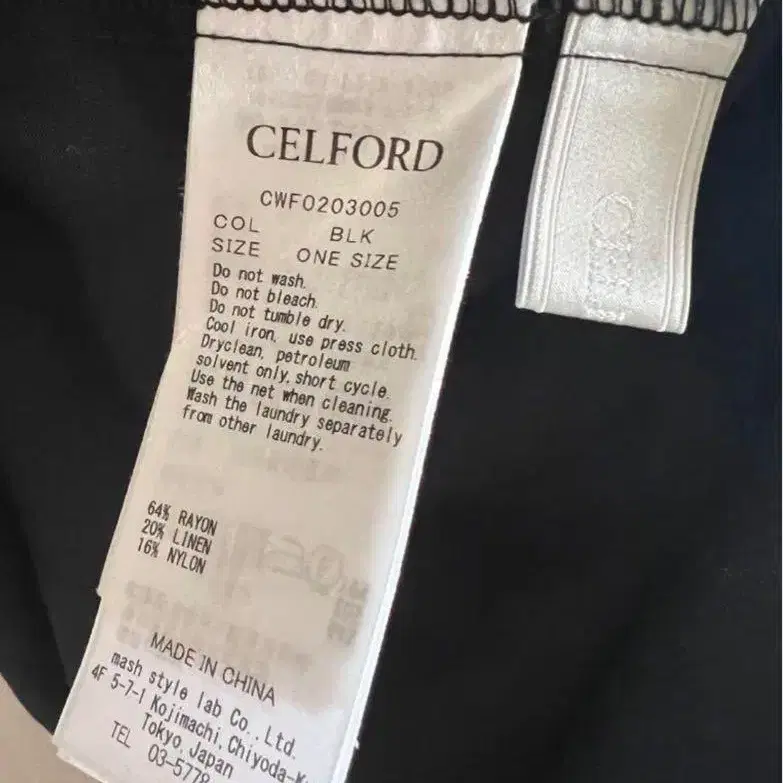 CELFORD
CWFO203005
COL BLK
SIZE ONE SIZE
Do not wash.
Do not bleach.
Do not tumble dry.
Cool iron, use press cloth.
Dryclean, petroleum
solvent only, short cycle.
Use the net when cleaning.
Wash the laundry separately
from other laundry.
64% RAYON
20% LINEN
16% NYLON
MADE IN CHINA
mash style lab Co., Ltd.
4F 5-7-1 Kojimachi, Chiyoda-K
Tokyo, Japan
TEL 03-5778